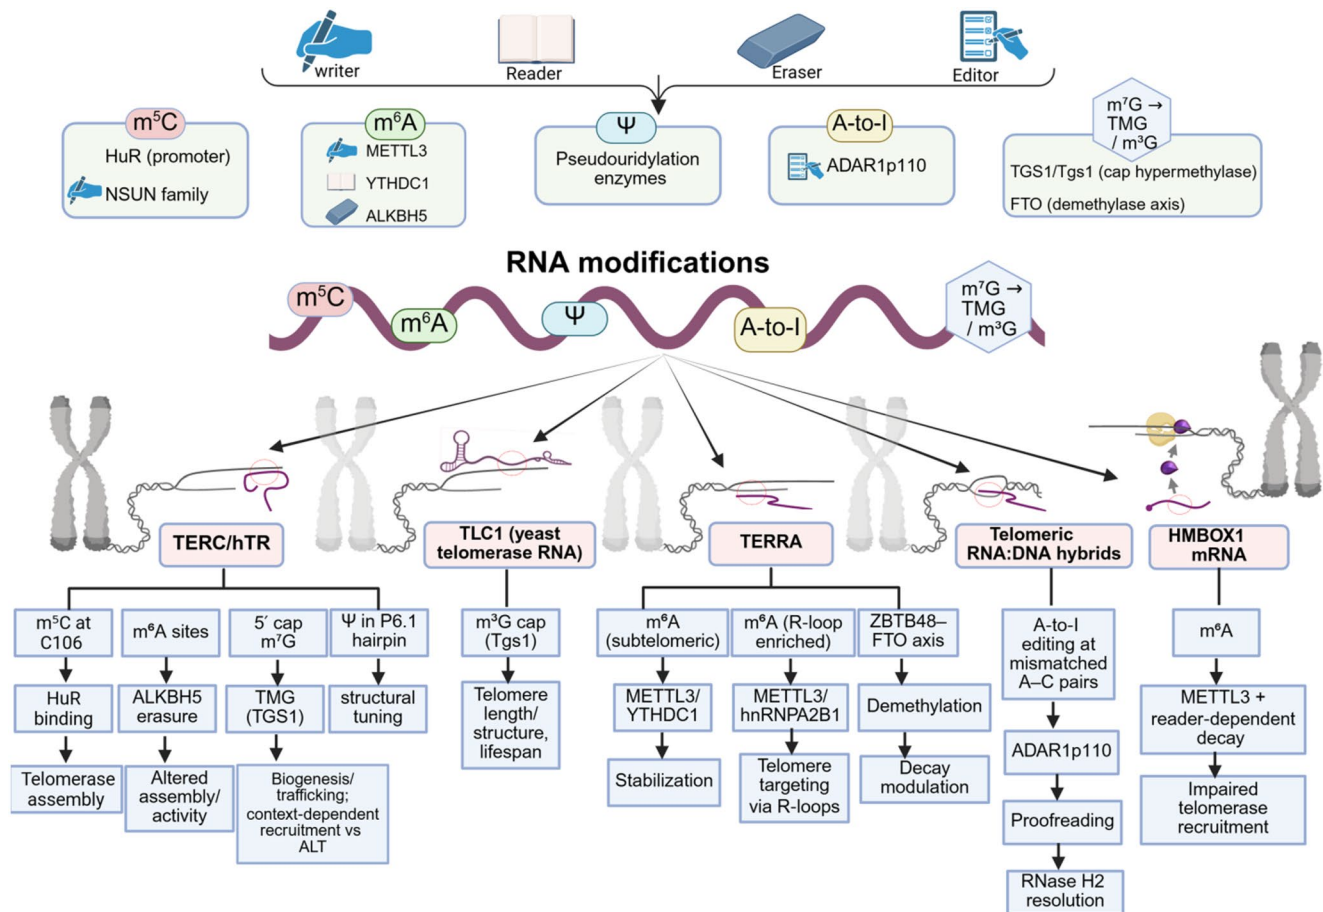 writer
Reader
Eraser
Editor
m⁵C
HuR (promoter)
NSUN family
m⁶A
METTL3
YTHDC1
ALKBH5
Ψ
Pseudouridylation
enzymes
A-to-I
ADAR1p110
m⁷G →
TMG
/ m³G
TGS1/Tgs1 (cap hypermethylase)
FTO (demethylase axis)
RNA modifications
m⁵C
m⁶A
Ψ
A-to-I
m⁷G →
TMG
/ m³G
TERC/hTR
TLC1 (yeast
telomerase RNA)
TERRA
Telomeric
RNA:DNA hybrids
HMBOX1
mRNA
m⁵C at
C106
HuR
binding
Telomerase
assembly
m⁶A sites
ALKBH5
erasure
Altered
assembly/
activity
5′ cap
m⁷G
TMG
(TGS1)
Biogenesis/
trafficking;
context-dependent
recruitment vs
ALT
Ψ in P6.1
hairpin
structural
tuning
m³G cap
(Tgs1)
Telomere
length/
structure,
lifespan
m⁶A
(subtelomeric)
METTL3/
YTHDC1
Stabilization
m⁶A (R-loop
enriched)
METTL3/
hnRNPA2B1
Telomere
targeting
via R-loops
ZBTB48–
FTO axis
Demethylation
Decay
modulation
A-to-I
editing at
mismatched
A–C pairs
ADAR1p110
Proofreading
RNase H2
resolution
m⁶A
METTL3 +
reader-dependent
decay
Impaired
telomerase
recruitment